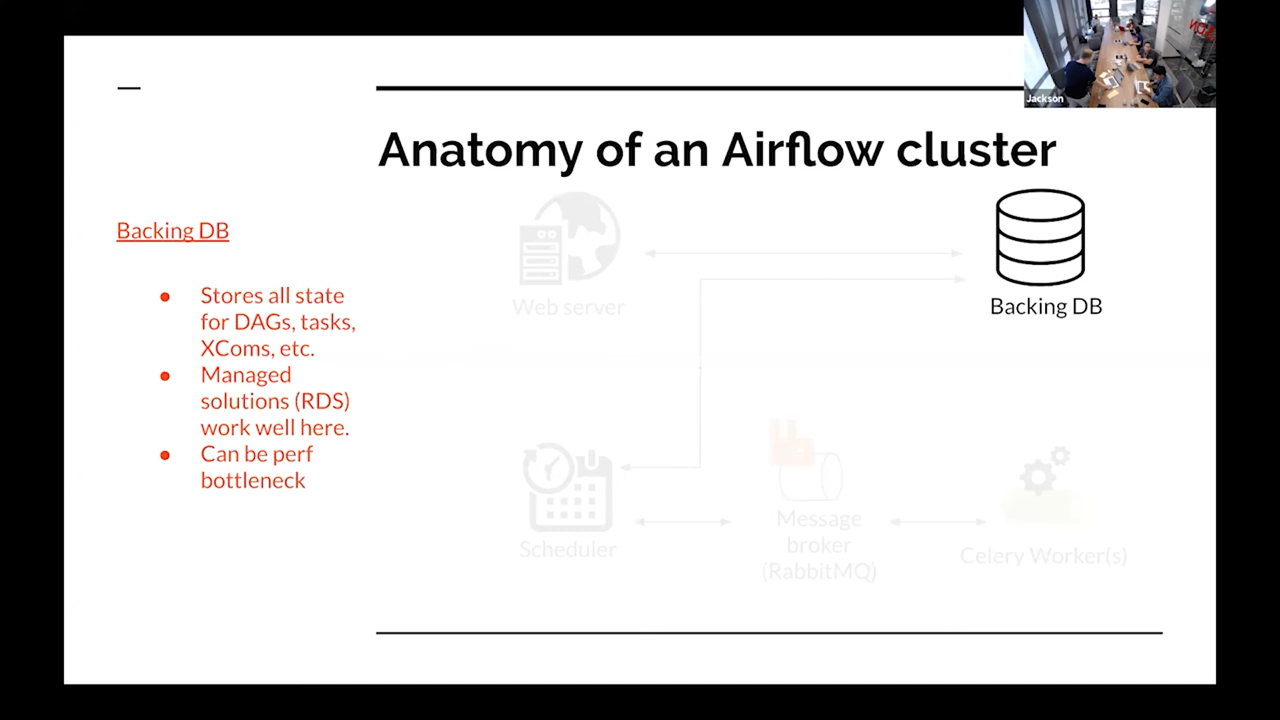 Jackson
Anatomy of an Airflow cluster
Backing DB
● Stores all state
for DAGs, tasks,
XComs, etc.
● Managed
solutions (RDS)
work well here.
● Can be perf
bottleneck
Web server
Backing DB
Scheduler
Message
broker
(RabbitMQ)
Celery Worker(s)